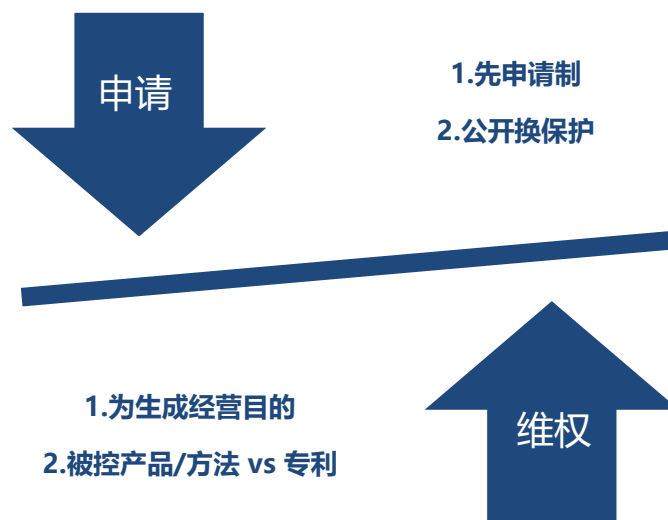 申请
1.先申请制
2.公开换保护
1.为生成经营目的
2.被控产品/方法 vs 专利
维权